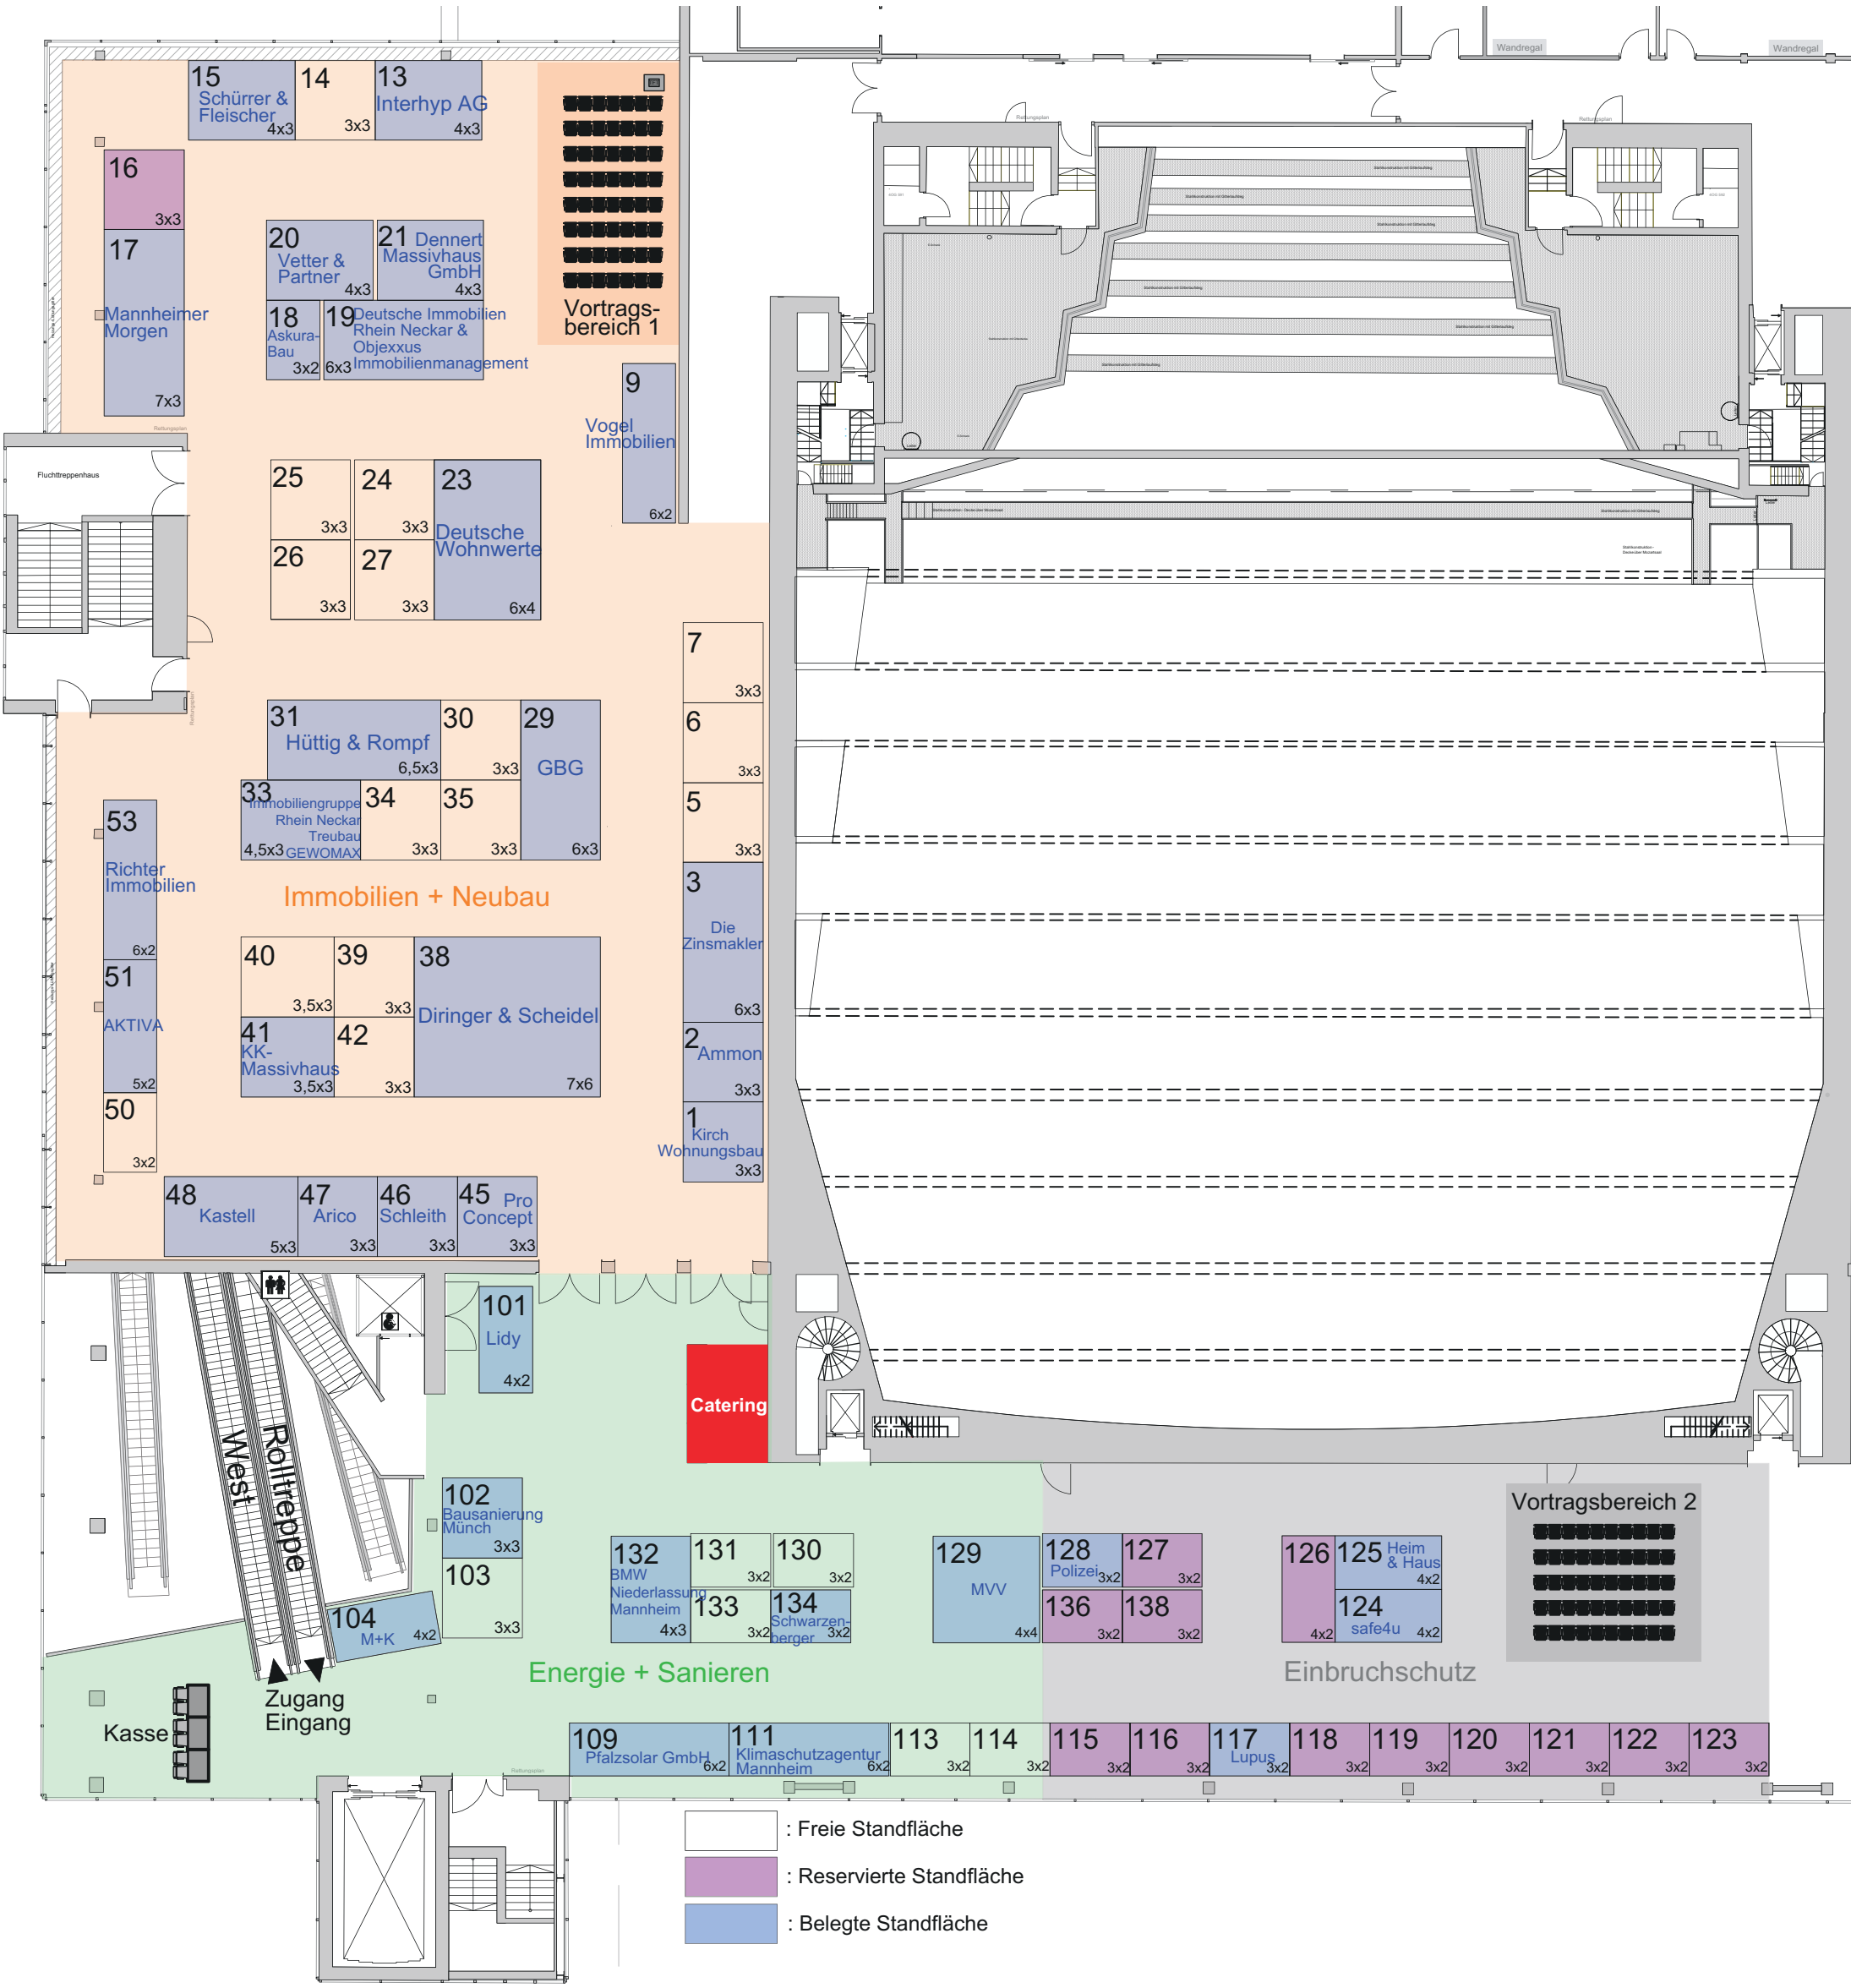 Wandregal
Wandregal
15
Schürrer &
Fleischer
4x3
14
3x3
13
Interhyp AG
4x3
Rettungsplan
Rettungsplan
16
3x3
17
Mannheimer
Morgen
7x3
20
Vetter &
Partner
4x3
21 Dennert
Massivhaus
GmbH
4x3
18
Askura-
Bau
3x2
19
Deutsche Immobilien
Rhein Neckar &
Objexxus
Immobilienmanagement
6x3
Vortrags-
bereich 1
9
Vogel
Immobilien
6x2
Rettungsplan
Fluchttreppenhaus
25
3x3
24
3x3
23
Deutsche
Wohnwerte
6x4
26
3x3
27
3x3
7
3x3
6
3x3
5
3x3
Rettungsplan
31
Hüttig & Rompf
6,5x3
30
3x3
29
GBG
6x3
33
Immobiliengruppe
Rhein Neckar
Treubau
GEWOMAX
4,5x3
34
3x3
35
3x3
53
Richter
Immobilien
6x2
Immobilien + Neubau
3
Die
Zinsmakler
6x3
51
AKTIVA
5x2
40
3,5x3
39
3x3
38
Diringer & Scheidel
7x6
41
KK-
Massivhaus
3,5x3
42
3x3
2
Ammon
3x3
50
3x2
1
Kirch
Wohnungsbau
3x3
48
Kastell
5x3
47
Arico
3x3
46
Schleith
3x3
45 Pro
Concept
3x3
101
Lidy
4x2
Catering
Rolltreppe
West
102
Bausanierung
Münch
3x3
103
3x3
104
M+K
4x2
132
BMW
Niederlassung
Mannheim
4x3
131
3x2
130
3x2
133
3x2
134
Schwarzen-
berger
3x2
129
MVV
4x4
128
Polizei
3x2
127
3x2
136
3x2
138
3x2
126
4x2
125 Heim
& Haus
4x2
124
safe4u
4x2
Vortragsbereich 2
Energie + Sanieren
Einbruchschutz
Zugang
Eingang
Kasse
109
Pfalzsolar GmbH
6x2
111
Klimaschutzagentur
Mannheim
6x2
113
3x2
114
3x2
115
3x2
116
3x2
117
Lupus
3x2
118
3x2
119
3x2
120
3x2
121
3x2
122
3x2
123
3x2
Rettungsplan
: Freie Standfläche
: Reservierte Standfläche
: Belegte Standfläche